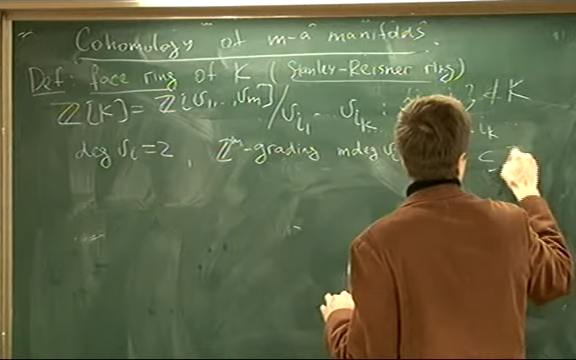 Cohomology of m-a manifolds.
Def: face ring of K (Stanley-Reisner ring)
ℤ[K] = ℤ[v₁, ..., vₘ] / v_{i₁} ... v_{iₖ} : ∉ K
iₖ
deg vᵢ = 2, ℤᵐ-grading mdeg v